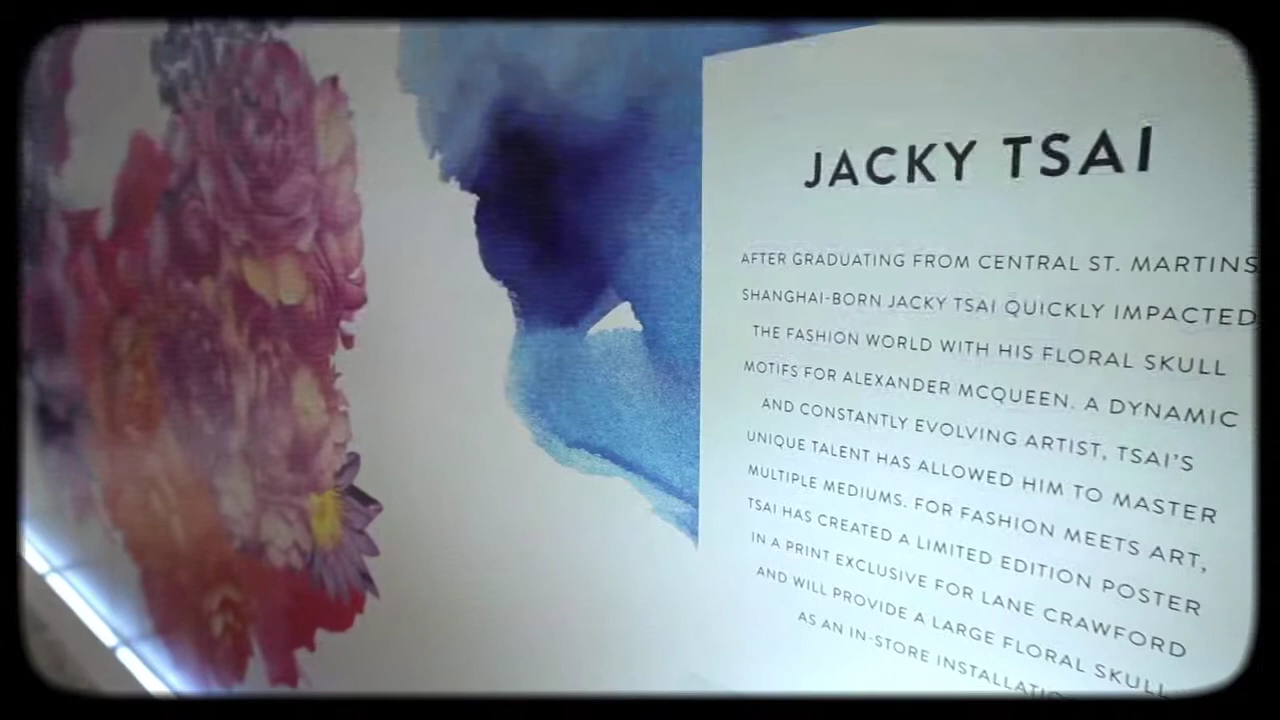 JACKY TSAI
AFTER GRADUATING FROM CENTRAL ST. MARTINS
SHANGHAI-BORN JACKY TSAI QUICKLY IMPACTED
THE FASHION WORLD WITH HIS FLORAL SKULL
MOTIFS FOR ALEXANDER MCQUEEN. A DYNAMIC
AND CONSTANTLY EVOLVING ARTIST, TSAI'S
UNIQUE TALENT HAS ALLOWED HIM TO MASTER
MULTIPLE MEDIUMS. FOR FASHION MEETS ART,
TSAI HAS CREATED A LIMITED EDITION POSTER
IN A PRINT EXCLUSIVE FOR LANE CRAWFORD
AND WILL PROVIDE A LARGE FLORAL SKULL
AS AN IN-STORE